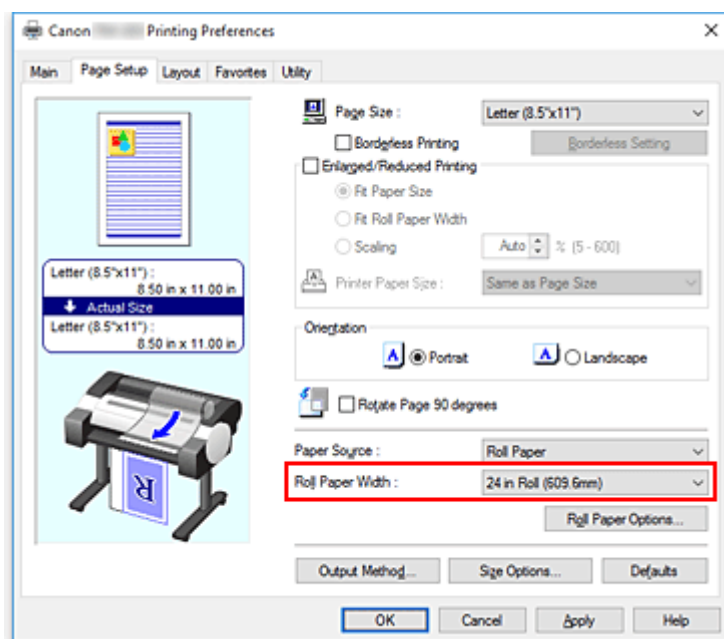 Canon Printing Preferences
Main Page Setup Layout Favorites Utility
Page Size : Letter (8.5"x11")
Borderless Printing Borderless Setting
Enlarged/Reduced Printing
Fit Paper Size
Fit Roll Paper Width
Scaling Auto % (5 - 600)
Printer Paper Size : Same as Page Size
Letter (8.5"x11") :
8.50 in x 11.00 in
Actual Size
Letter (8.5"x11") :
8.50 in x 11.00 in
Orientation
A Portrait A Landscape
Rotate Page 90 degrees
Paper Source : Roll Paper
Roll Paper Width : 24 in Roll (609.6mm)
Roll Paper Options...
R
Output Method... Size Options... Defaults
OK Cancel Apply Help